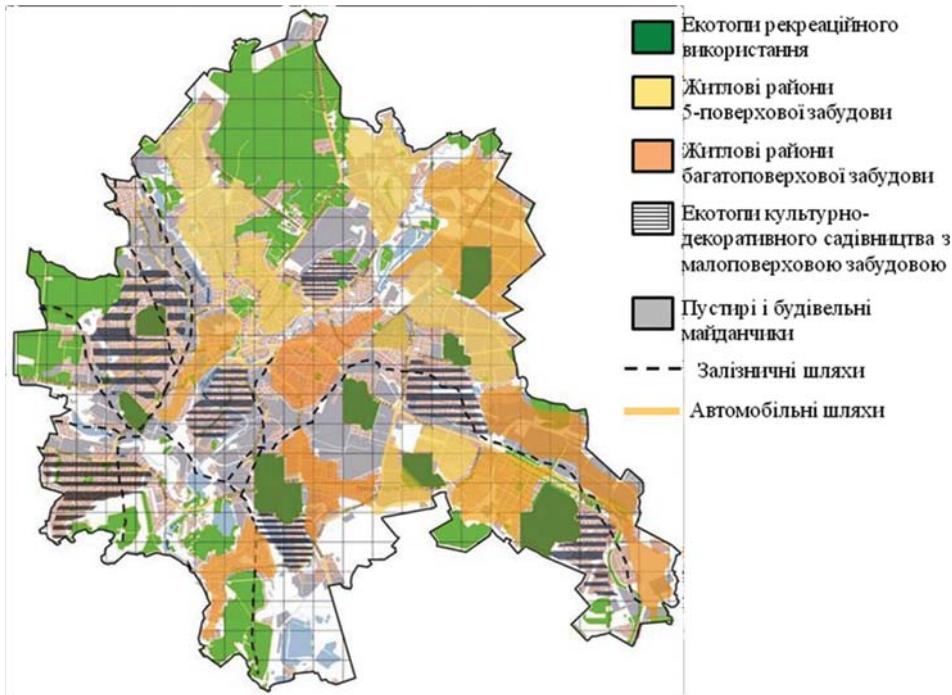 Екотопи рекреаційного
використання
Житлові райони
5-поверхової забудови
Житлові райони
багатоповерхової забудови
Екотопи культурно-
декоративного садівництва з
малоповерховою забудовою
Пустирі і будівельні
майданчики
Залізничні шляхи
Автомобільні шляхи